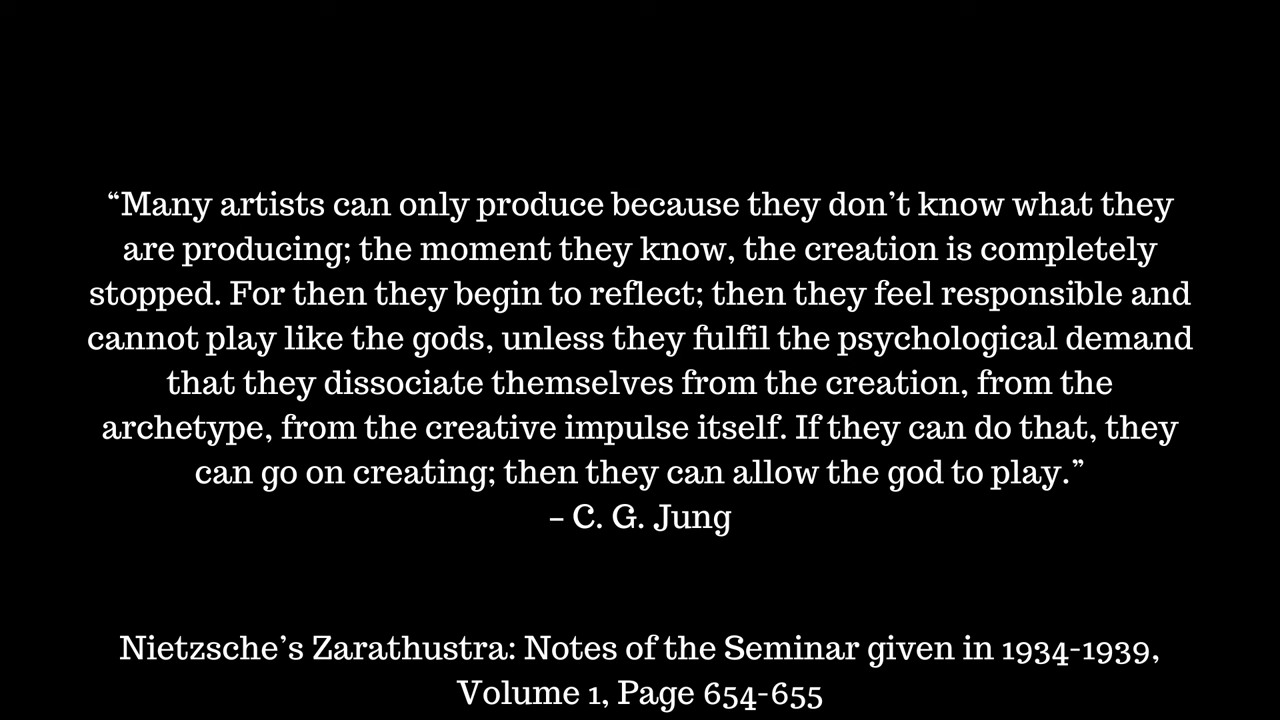 “Many artists can only produce because they don’t know what they
are producing; the moment they know, the creation is completely
stopped. For then they begin to reflect; then they feel responsible and
cannot play like the gods, unless they fulfil the psychological demand
that they dissociate themselves from the creation, from the
archetype, from the creative impulse itself. If they can do that, they
can go on creating; then they can allow the god to play.”
– C. G. Jung
Nietzsche’s Zarathustra: Notes of the Seminar given in 1934-1939,
Volume 1, Page 654-655